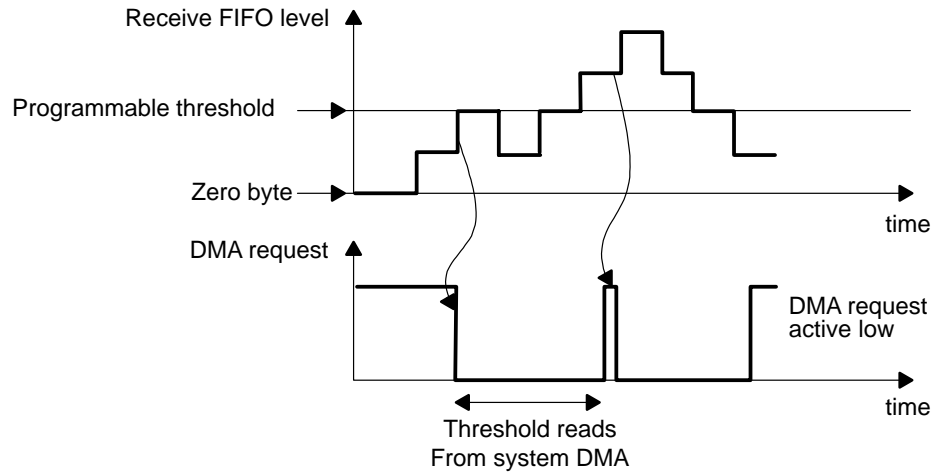 Receive FIFO level
Programmable threshold
Zero byte
time
DMA request
DMA request
active low
time
Threshold reads
From system DMA